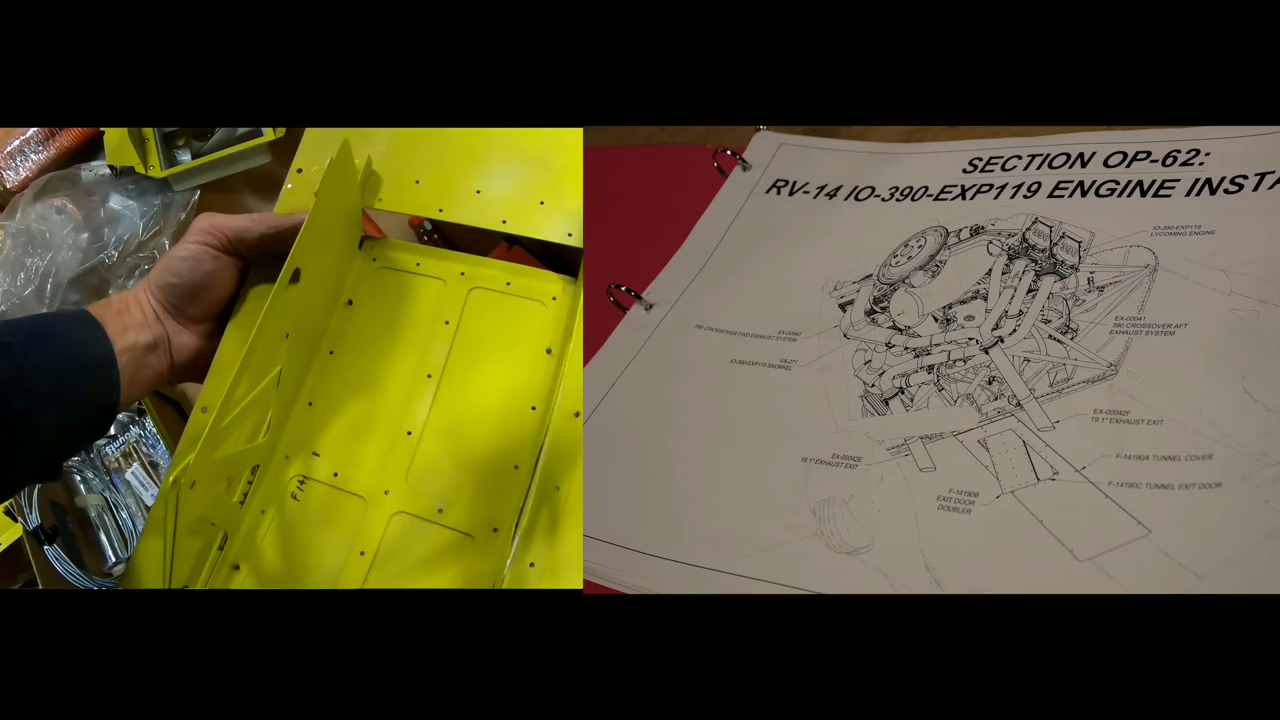 F141
Mounts
SECTION OP-62:
RV-14 IO-390-EXP119 ENGINE INSTA
IO-390-EXP119
LYCOMING ENGINE
EX-00041
390 CROSSOVER AFT
EXHAUST SYSTEM
EX-00040
390 CROSSOVER FWD EXHAUST SYSTEM
VA-277
IO-390-EXP119 SNORKEL
EX-00042F
19.1" EXHAUST EXIT
EX-00042E
16.1" EXHAUST EXIT
F-14190A TUNNEL COVER
F-14190C TUNNEL EXIT DOOR
F-14190B
EXIT DOOR
DOUBLER